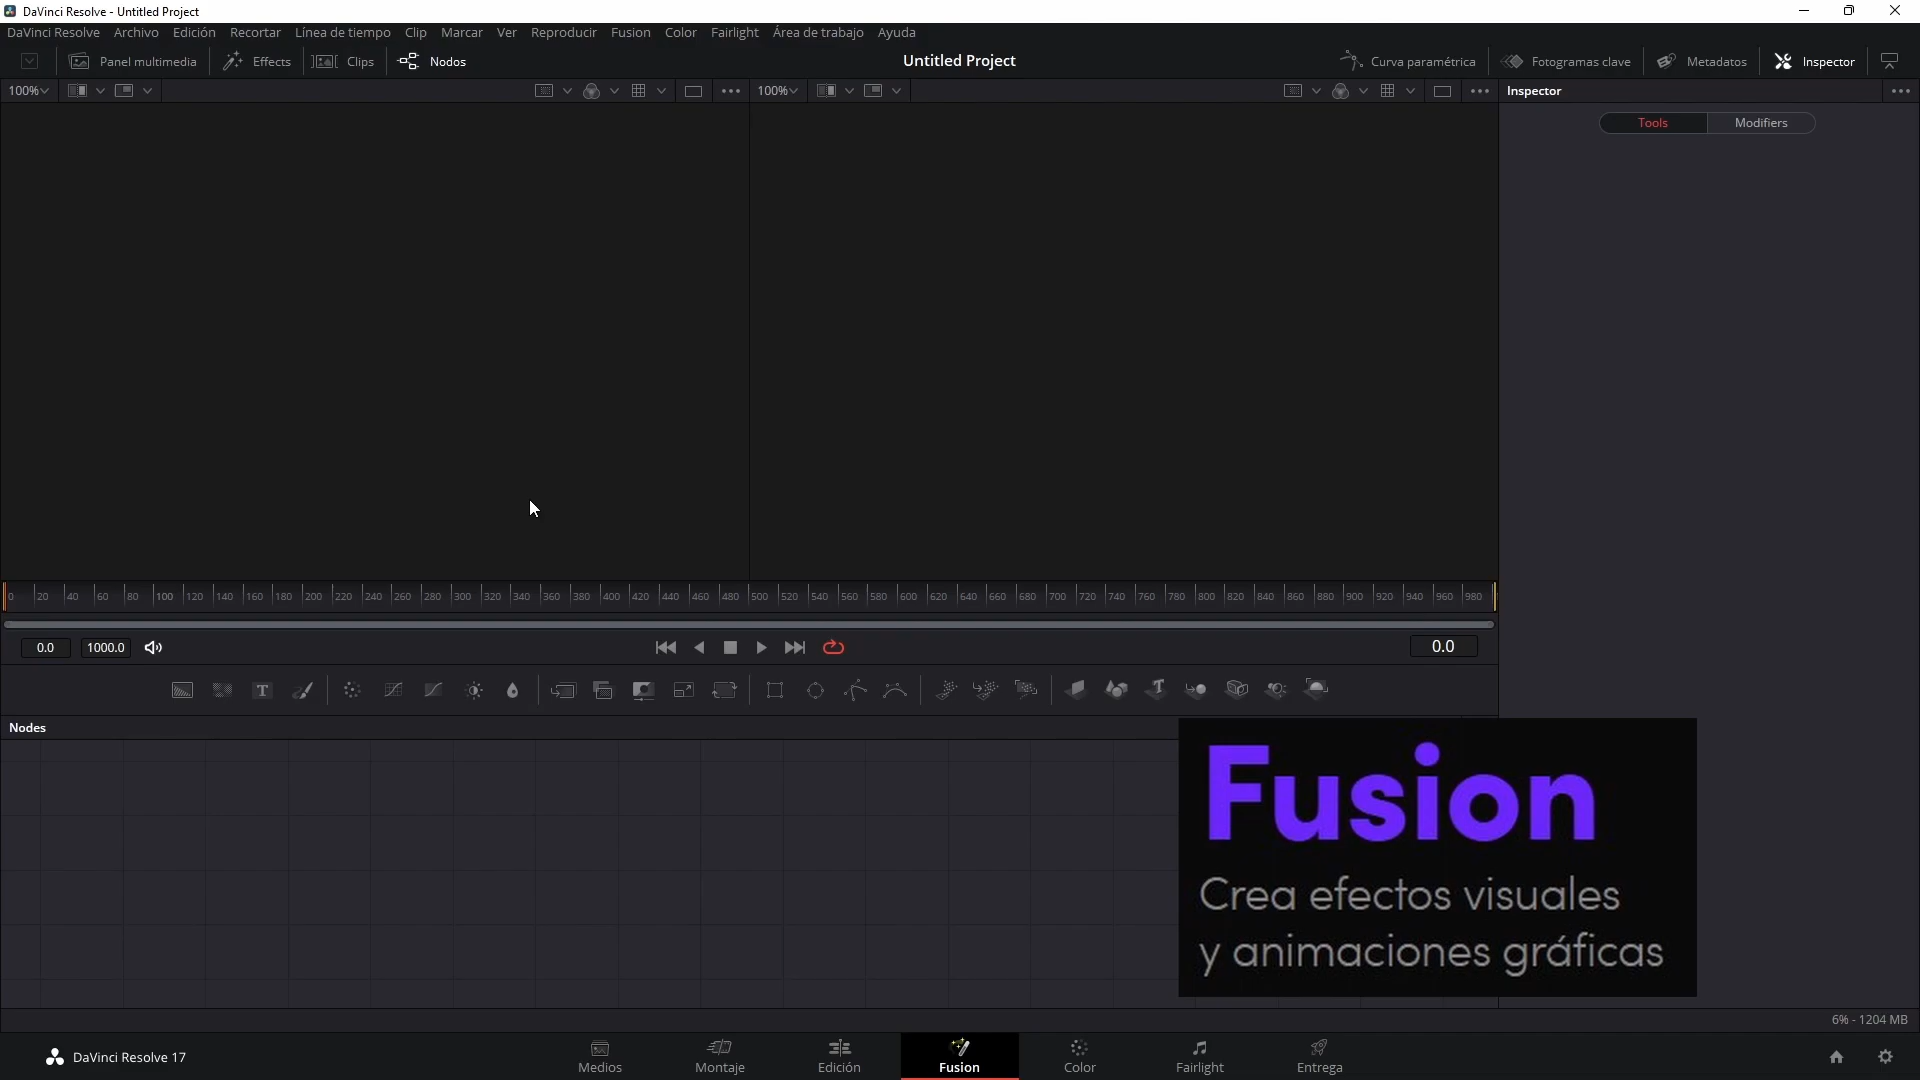 DaVinci Resolve - Untitled Project
DaVinci Resolve Archivo Edición Recortar Línea de tiempo Clip Marcar Ver Reproducir Fusion Color Fairlight Área de trabajo Ayuda
Panel multimedia Effects Clips Nodos Untitled Project Curva paramétrica Fotogramas clave Metadatos Inspector
100% 100% Inspector
Tools Modifiers
0 20 40 60 80 100 120 140 160 180 200 220 240 260 280 300 320 340 360 380 400 420 440 460 480 500 520 540 560 580 600 620 640 660 680 700 720 740 760 780 800 820 840 860 880 900 920 940 960 980
0.0 1000.0 0.0
T T
Nodes
Fusion
Crea efectos visuales
y animaciones gráficas
6% - 1204 MB
DaVinci Resolve 17 Medios Montaje Edición Fusion Color Fairlight Entrega